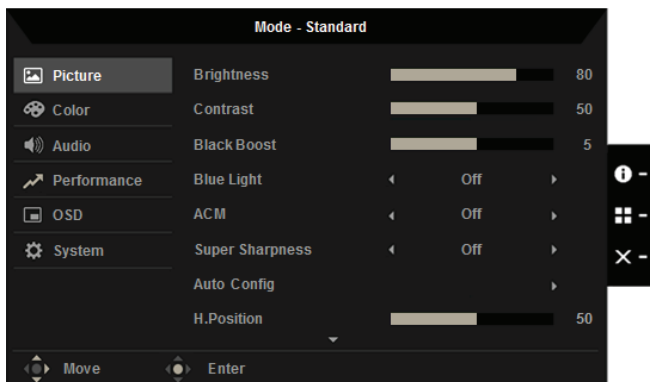 Mode - Standard
Picture
Color
Audio
Performance
OSD
System
Brightness 80
Contrast 50
Black Boost 5
Blue Light Off
ACM Off
Super Sharpness Off
Auto Config
H.Position 50
Move Enter